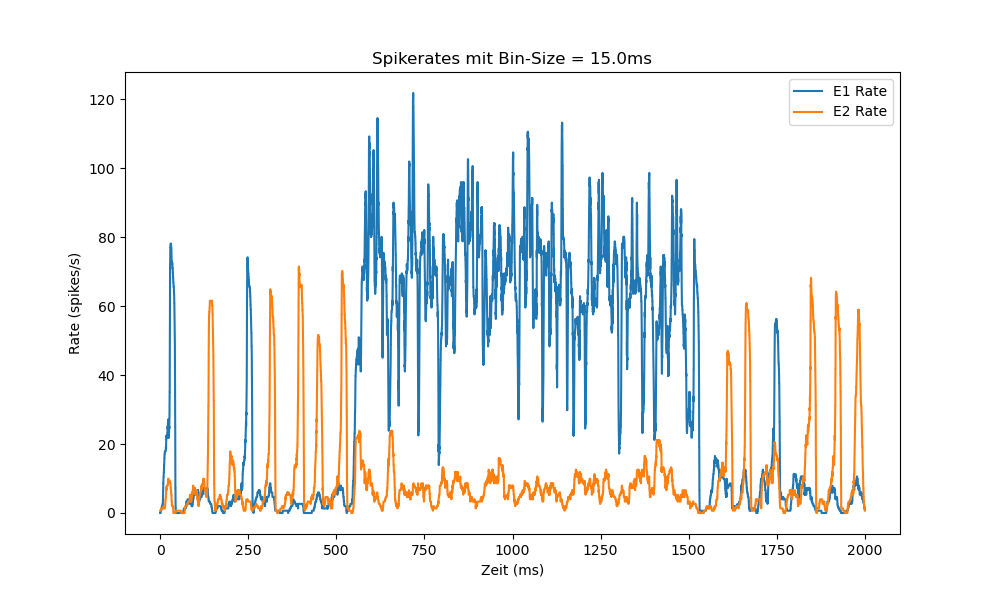 Spikerates mit Bin-Size = 15.0ms
E1 Rate
E2 Rate
120
100
80
60
40
20
0
Rate (spikes/s)
0 250 500 750 1000 1250 1500 1750 2000
Zeit (ms)